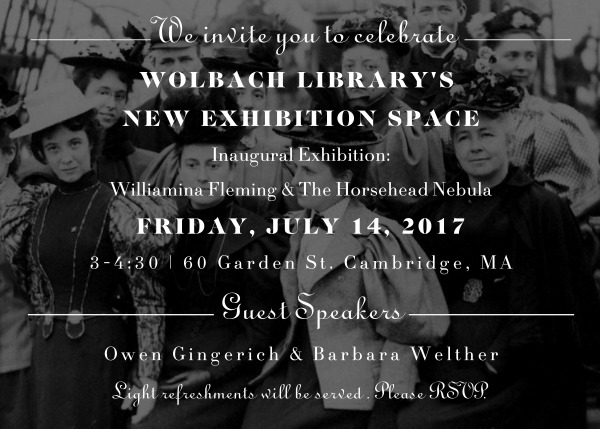 We invite you to celebrate
WOLBACH LIBRARY'S
NEW EXHIBITION SPACE
Inaugural Exhibition:
Williamina Fleming & The Horsehead Nebula
FRIDAY, JULY 14, 2017
3-4:30 | 60 Garden St. Cambridge, MA
Guest Speakers
Owen Gingerich & Barbara Welther
Light refreshments will be served . Please RSVP.